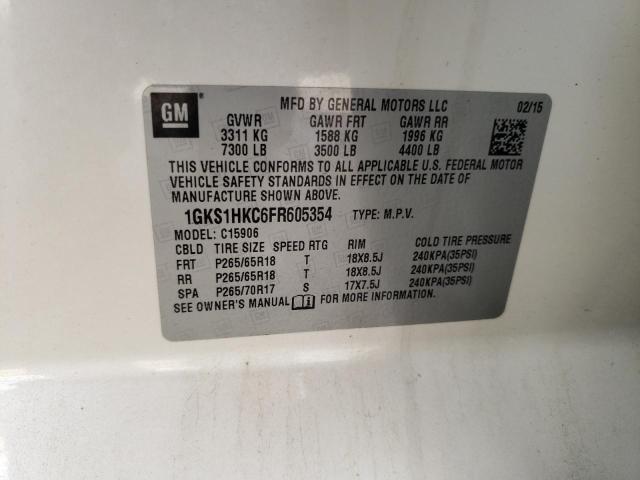 GM
MFD BY GENERAL MOTORS LLC 02/15
GVWR GAWR FRT GAWR RR
3311 KG 1588 KG 1996 KG
7300 LB 3500 LB 4400 LB
THIS VEHICLE CONFORMS TO ALL APPLICABLE U.S. FEDERAL MOTOR
VEHICLE SAFETY STANDARDS IN EFFECT ON THE DATE OF
MANUFACTURE SHOWN ABOVE.
1GKS1HKC6FR605354 TYPE: M.P.V.
MODEL: C15906
CBLD TIRE SIZE SPEED RTG RIM COLD TIRE PRESSURE
FRT P265/65R18 T 18X8.5J 240KPA(35PSI)
RR P265/65R18 T 18X8.5J 240KPA(35PSI)
SPA P265/70R17 S 17X7.5J 240KPA(35PSI)
SEE OWNER'S MANUAL FOR MORE INFORMATION.